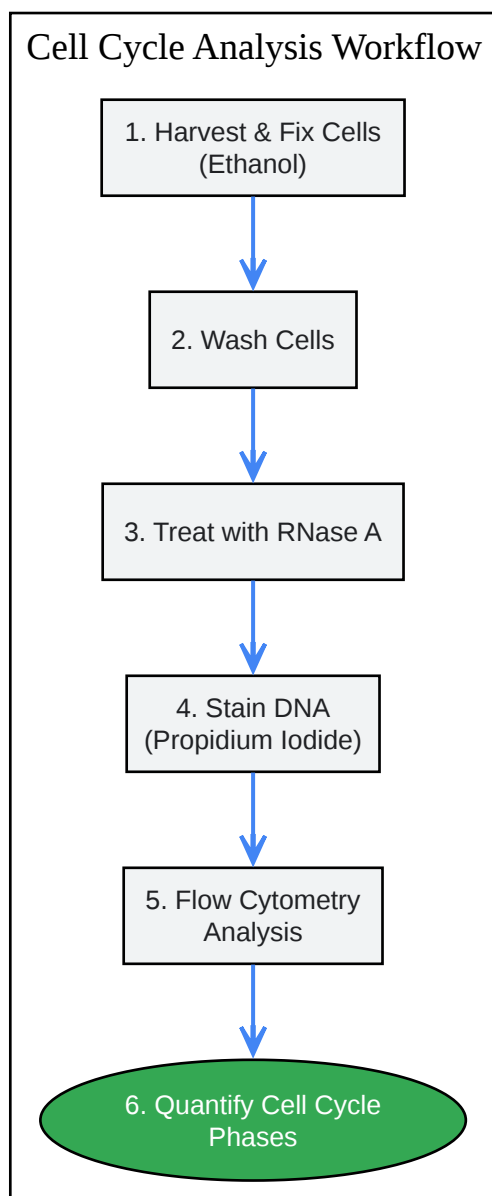 Cell Cycle Analysis Workflow
1. Harvest & Fix Cells
(Ethanol)
2. Wash Cells
3. Treat with RNase A
4. Stain DNA
(Propidium Iodide)
5. Flow Cytometry
Analysis
6. Quantify Cell Cycle
Phases